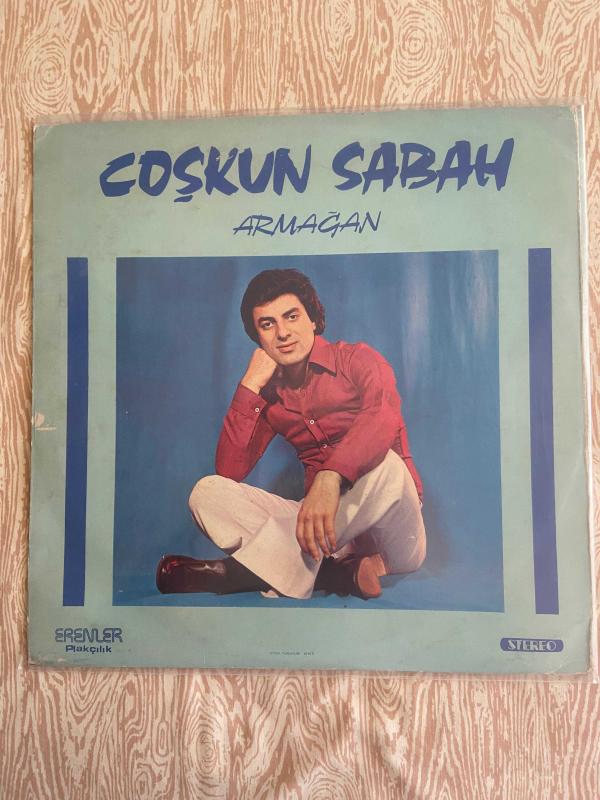 COŞKUN SABAH
ARMAĞAN
ERENLER
Plakçılık
STEREO